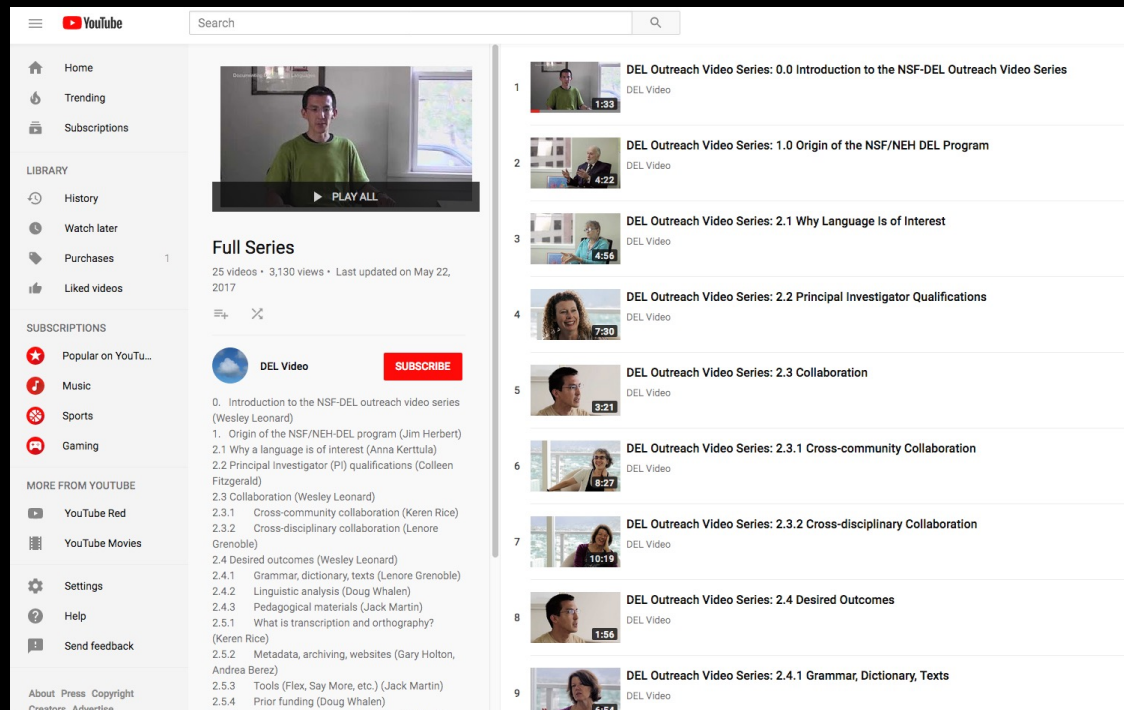 YouTube
Search
Home
Trending
Subscriptions
LIBRARY
History
Watch later
Purchases 1
Liked videos
SUBSCRIPTIONS
Popular on YouTu...
Music
Sports
Gaming
MORE FROM YOUTUBE
YouTube Red
YouTube Movies
Settings
Help
Send feedback
About Press Copyright
Creators Advertise
PLAY ALL
Full Series
25 videos • 3,130 views • Last updated on May 22,
2017
DEL Video
SUBSCRIBE
0. Introduction to the NSF-DEL outreach video series
(Wesley Leonard)
1. Origin of the NSF/NEH-DEL program (Jim Herbert)
2.1 Why a language is of interest (Anna Kerttula)
2.2 Principal Investigator (PI) qualifications (Colleen
Fitzgerald)
2.3 Collaboration (Wesley Leonard)
2.3.1 Cross-community collaboration (Keren Rice)
2.3.2 Cross-disciplinary collaboration (Lenore
Grenoble)
2.4 Desired outcomes (Wesley Leonard)
2.4.1 Grammar, dictionary, texts (Lenore Grenoble)
2.4.2 Linguistic analysis (Doug Whalen)
2.4.3 Pedagogical materials (Jack Martin)
2.5.1 What is transcription and orthography?
(Keren Rice)
2.5.2 Metadata, archiving, websites (Gary Holton,
Andrea Berez)
2.5.3 Tools (Flex, Say More, etc.) (Jack Martin)
2.5.4 Prior funding (Doug Whalen)
1
1:33
DEL Outreach Video Series: 0.0 Introduction to the NSF-DEL Outreach Video Series
DEL Video
2
4:22
DEL Outreach Video Series: 1.0 Origin of the NSF/NEH DEL Program
DEL Video
3
4:56
DEL Outreach Video Series: 2.1 Why Language Is of Interest
DEL Video
4
7:30
DEL Outreach Video Series: 2.2 Principal Investigator Qualifications
DEL Video
5
3:21
DEL Outreach Video Series: 2.3 Collaboration
DEL Video
6
8:27
DEL Outreach Video Series: 2.3.1 Cross-community Collaboration
DEL Video
7
10:19
DEL Outreach Video Series: 2.3.2 Cross-disciplinary Collaboration
DEL Video
8
1:56
DEL Outreach Video Series: 2.4 Desired Outcomes
DEL Video
9
6:54
DEL Outreach Video Series: 2.4.1 Grammar, Dictionary, Texts
DEL Video